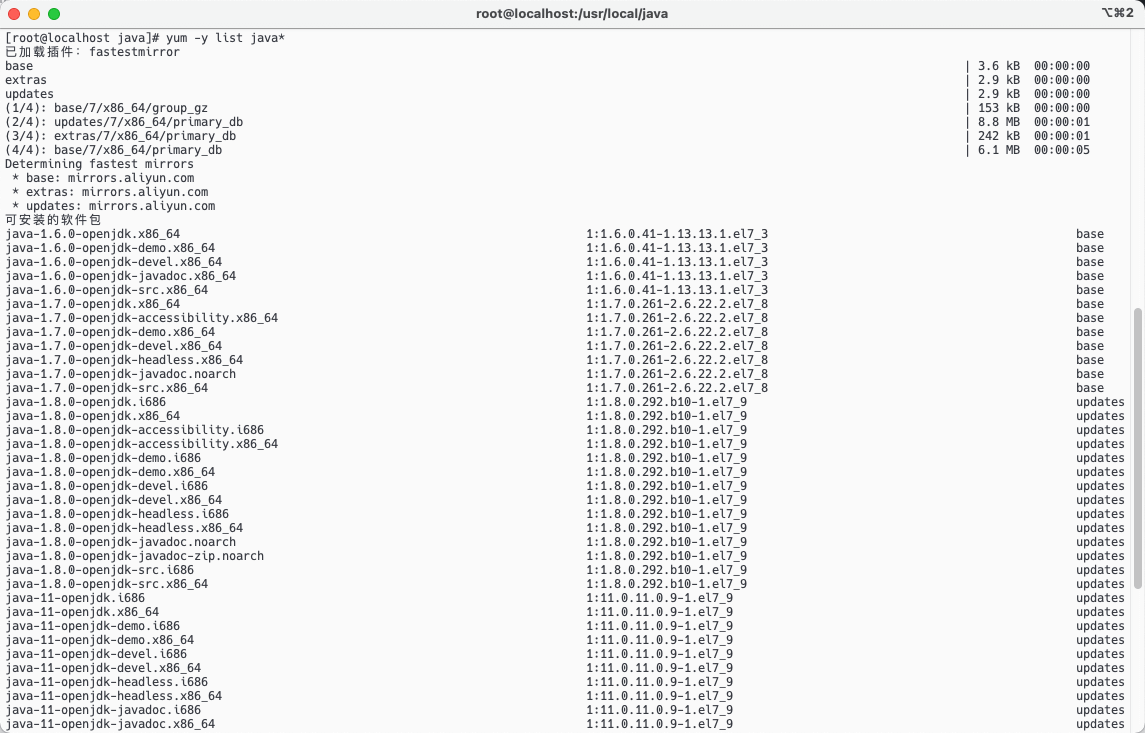 root@localhost:/usr/local/java
⌥⌘2
[root@localhost java]# yum -y list java*
已加载插件：fastestmirror
base | 3.6 kB 00:00:00
extras | 2.9 kB 00:00:00
updates | 2.9 kB 00:00:00
(1/4): base/7/x86_64/group_gz | 153 kB 00:00:00
(2/4): updates/7/x86_64/primary_db | 8.8 MB 00:00:01
(3/4): extras/7/x86_64/primary_db | 242 kB 00:00:01
(4/4): base/7/x86_64/primary_db | 6.1 MB 00:00:05
Determining fastest mirrors
* base: mirrors.aliyun.com
* extras: mirrors.aliyun.com
* updates: mirrors.aliyun.com
可安装的软件包
java-1.6.0-openjdk.x86_64 1:1.6.0.41-1.13.13.1.el7_3 base
java-1.6.0-openjdk-demo.x86_64 1:1.6.0.41-1.13.13.1.el7_3 base
java-1.6.0-openjdk-devel.x86_64 1:1.6.0.41-1.13.13.1.el7_3 base
java-1.6.0-openjdk-javadoc.x86_64 1:1.6.0.41-1.13.13.1.el7_3 base
java-1.6.0-openjdk-src.x86_64 1:1.6.0.41-1.13.13.1.el7_3 base
java-1.7.0-openjdk.x86_64 1:1.7.0.261-2.6.22.2.el7_8 base
java-1.7.0-openjdk-accessibility.x86_64 1:1.7.0.261-2.6.22.2.el7_8 base
java-1.7.0-openjdk-demo.x86_64 1:1.7.0.261-2.6.22.2.el7_8 base
java-1.7.0-openjdk-devel.x86_64 1:1.7.0.261-2.6.22.2.el7_8 base
java-1.7.0-openjdk-headless.x86_64 1:1.7.0.261-2.6.22.2.el7_8 base
java-1.7.0-openjdk-javadoc.noarch 1:1.7.0.261-2.6.22.2.el7_8 base
java-1.7.0-openjdk-src.x86_64 1:1.7.0.261-2.6.22.2.el7_8 base
java-1.8.0-openjdk.i686 1:1.8.0.292.b10-1.el7_9 updates
java-1.8.0-openjdk.x86_64 1:1.8.0.292.b10-1.el7_9 updates
java-1.8.0-openjdk-accessibility.i686 1:1.8.0.292.b10-1.el7_9 updates
java-1.8.0-openjdk-accessibility.x86_64 1:1.8.0.292.b10-1.el7_9 updates
java-1.8.0-openjdk-demo.i686 1:1.8.0.292.b10-1.el7_9 updates
java-1.8.0-openjdk-demo.x86_64 1:1.8.0.292.b10-1.el7_9 updates
java-1.8.0-openjdk-devel.i686 1:1.8.0.292.b10-1.el7_9 updates
java-1.8.0-openjdk-devel.x86_64 1:1.8.0.292.b10-1.el7_9 updates
java-1.8.0-openjdk-headless.i686 1:1.8.0.292.b10-1.el7_9 updates
java-1.8.0-openjdk-headless.x86_64 1:1.8.0.292.b10-1.el7_9 updates
java-1.8.0-openjdk-javadoc.noarch 1:1.8.0.292.b10-1.el7_9 updates
java-1.8.0-openjdk-javadoc-zip.noarch 1:1.8.0.292.b10-1.el7_9 updates
java-1.8.0-openjdk-src.i686 1:1.8.0.292.b10-1.el7_9 updates
java-1.8.0-openjdk-src.x86_64 1:1.8.0.292.b10-1.el7_9 updates
java-11-openjdk.i686 1:11.0.11.0.9-1.el7_9 updates
java-11-openjdk.x86_64 1:11.0.11.0.9-1.el7_9 updates
java-11-openjdk-demo.i686 1:11.0.11.0.9-1.el7_9 updates
java-11-openjdk-demo.x86_64 1:11.0.11.0.9-1.el7_9 updates
java-11-openjdk-devel.i686 1:11.0.11.0.9-1.el7_9 updates
java-11-openjdk-devel.x86_64 1:11.0.11.0.9-1.el7_9 updates
java-11-openjdk-headless.i686 1:11.0.11.0.9-1.el7_9 updates
java-11-openjdk-headless.x86_64 1:11.0.11.0.9-1.el7_9 updates
java-11-openjdk-javadoc.i686 1:11.0.11.0.9-1.el7_9 updates
java-11-openjdk-javadoc.x86_64 1:11.0.11.0.9-1.el7_9 updates